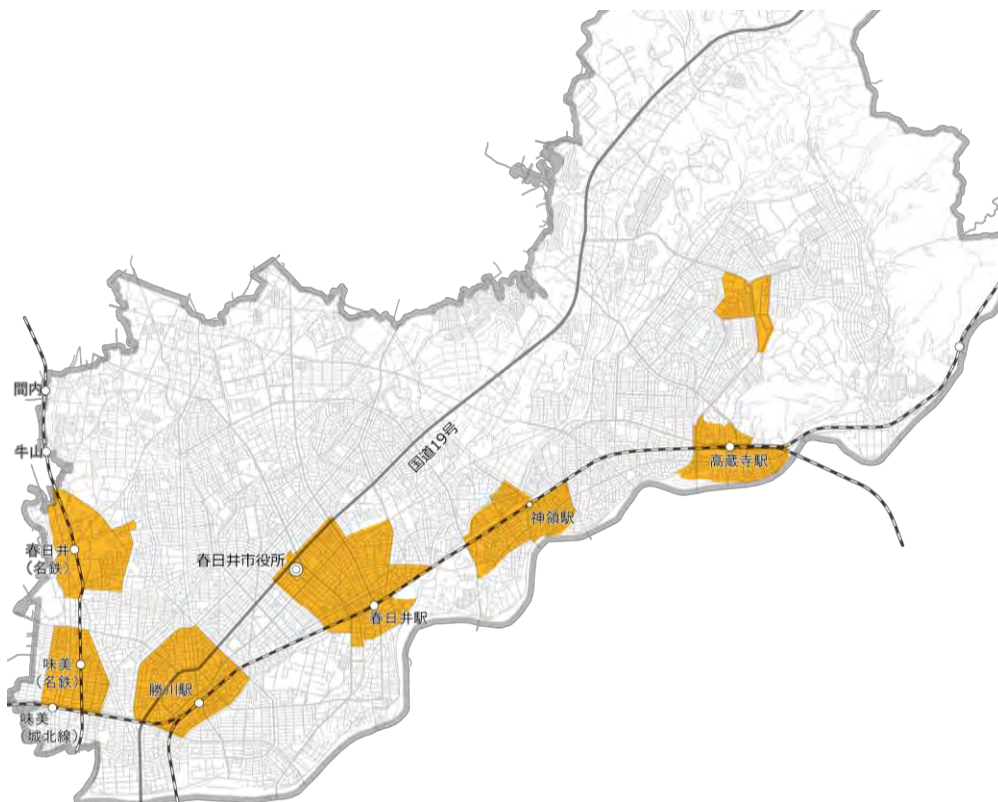 間内
牛山
国道19号
高蔵寺駅
神領駅
春日井
(名鉄)
春日井市役所
春日井駅
味美
(名鉄)
勝川駅
味美
(城北線)